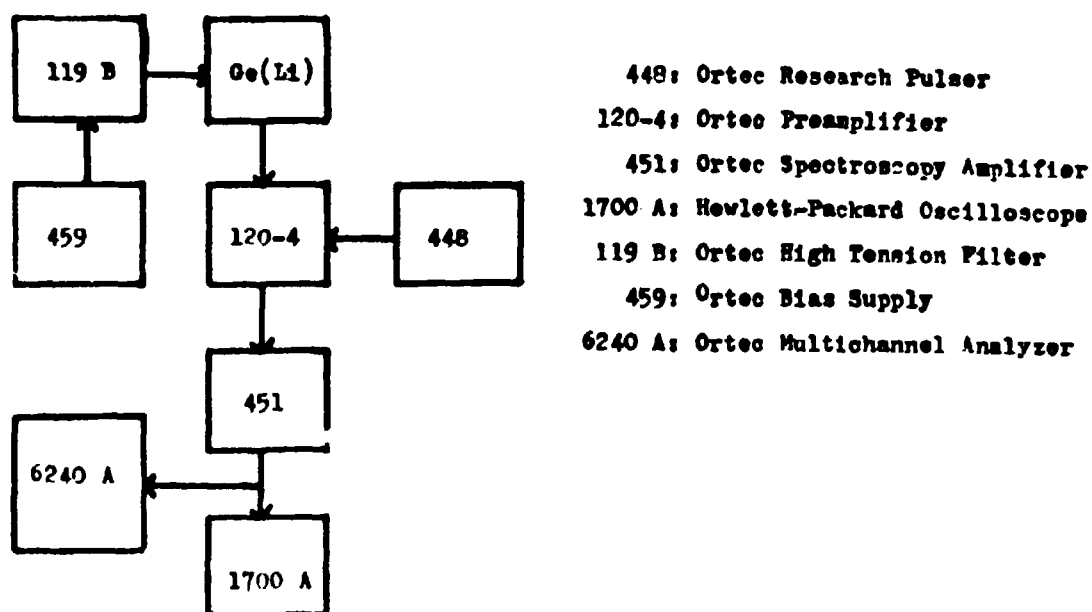 119 B
Ge(Li)
459
120-4
448
451
6240 A
1700 A
448: Ortec Research Pulser
120-4: Ortec Preamplifier
451: Ortec Spectroscopy Amplifier
1700 A: Hewlett-Packard Oscilloscope
119 B: Ortec High Tension Filter
459: Ortec Bias Supply
6240 A: Ortec Multichannel Analyzer